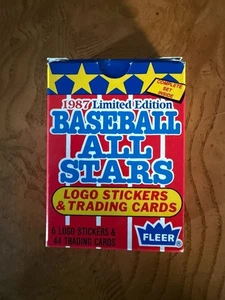 COMPLETE
SET
INSIDE
1987 Limited Edition
BASEBALL
ALL
STARS
LOGO STICKERS
& TRADING CARDS
6 LOGO STICKERS &
44 TRADING CARDS
FLEER